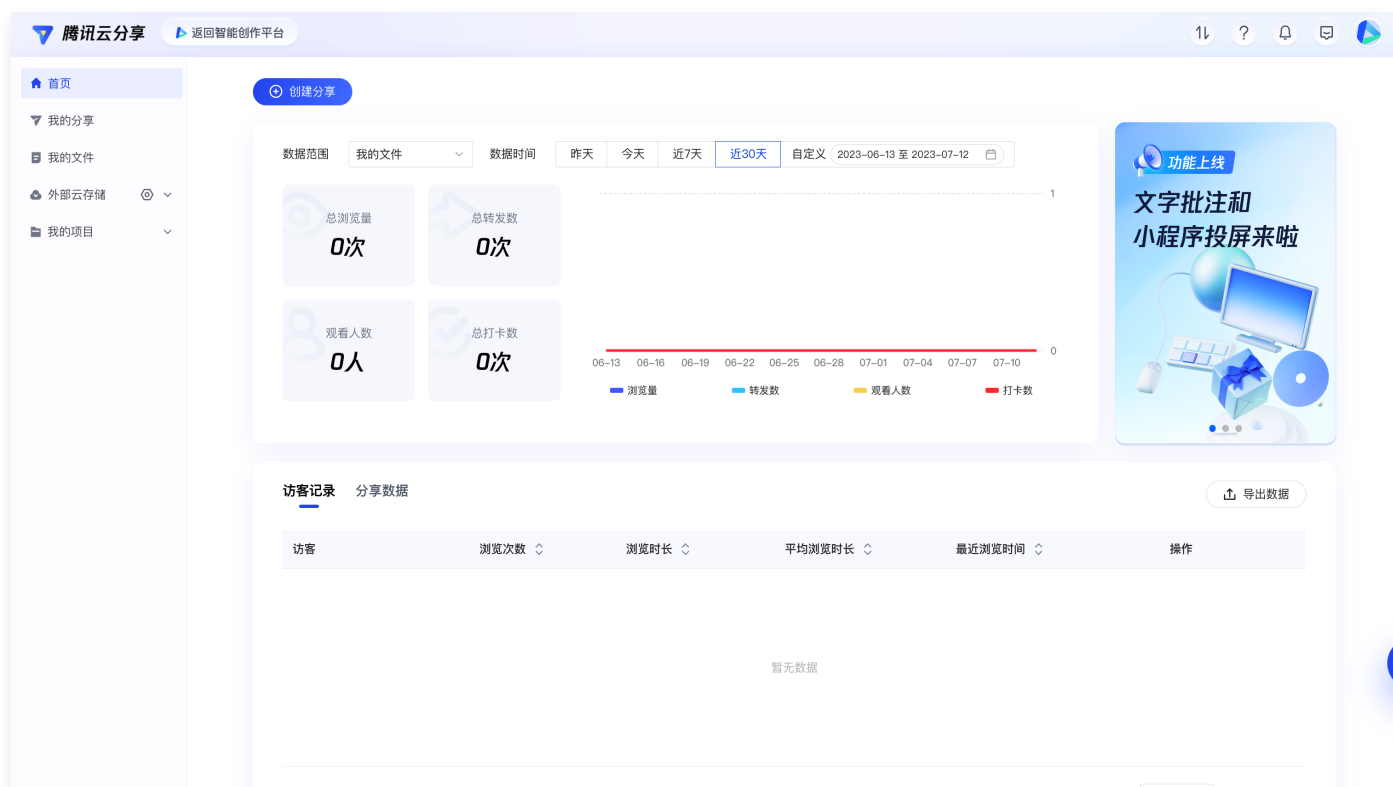 腾讯云分享 返回智能创作平台
首页
我的分享
我的文件
外部云存储
我的项目
创建分享
数据范围 我的文件 数据时间 昨天 今天 近7天 近30天 自定义 2023-06-13 至 2023-07-12
总浏览量
0次
总转发数
0次
观看人数
0人
总打卡数
0次
1
0
06-13 06-16 06-19 06-22 06-25 06-28 07-01 07-04 07-07 07-10
浏览量 转发数 观看人数 打卡数
功能上线
文字批注和
小程序投屏来啦
访客记录 分享数据 导出数据
访客 浏览次数 浏览时长 平均浏览时长 最近浏览时间 操作
暂无数据